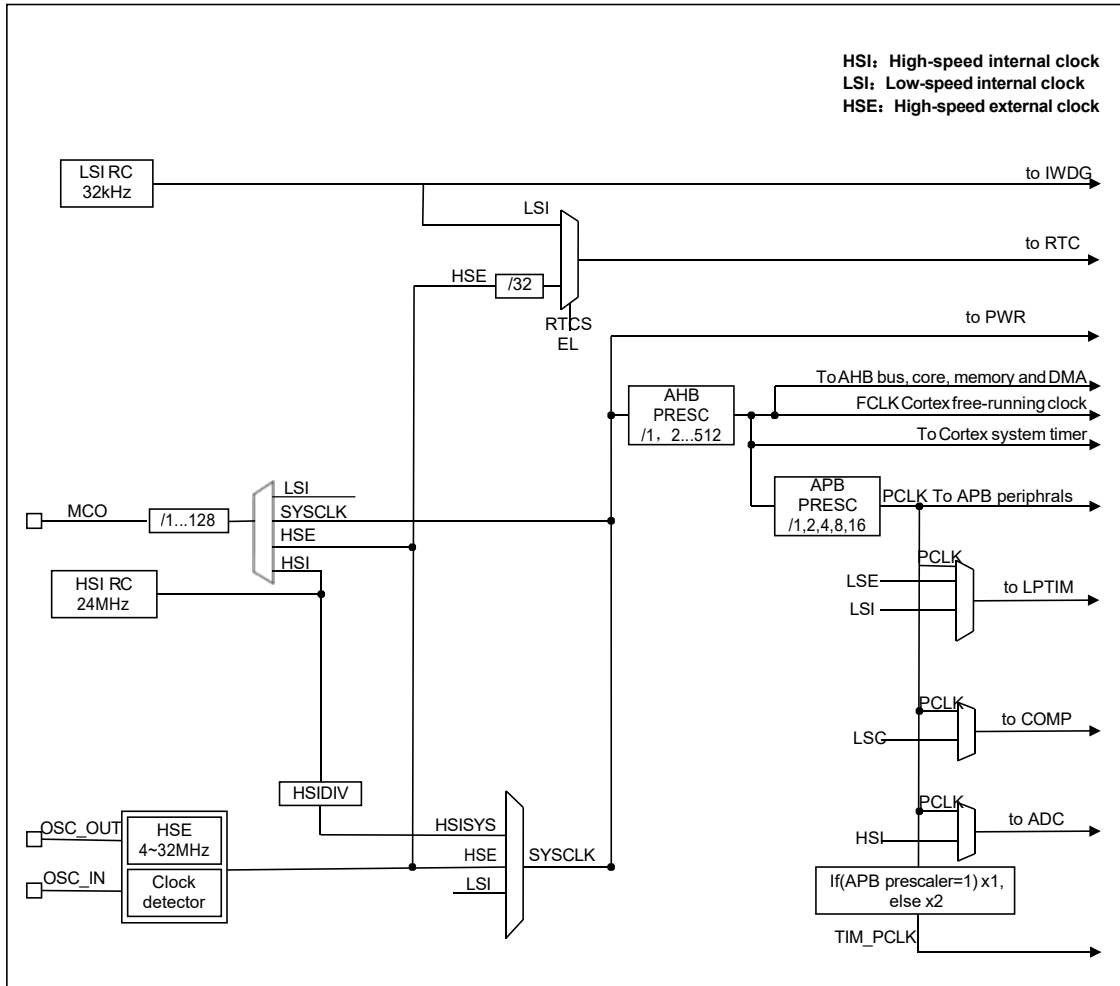 HSI：High-speed internal clock
LSI：Low-speed internal clock
HSE：High-speed external clock
LSI RC
32kHz
to IWDG
LSI
to RTC
HSE
/32
RTCS
EL
to PWR
To AHB bus, core, memory and DMA
AHB
PRESC
/1，2...512
FCLK Cortex free-running clock
To Cortex system timer
LSI
APB
PRESC
/1,2,4,8,16
PCLK To APB periphrals
MCO
/1...128
SYSCLK
HSE
HSI
PCLK
HSI RC
24MHz
LSE
to LPTIM
LSI
PCLK
to COMP
LSC
HSIDIV
PCLK
OSC_OUT
HSE
4~32MHz
HSISYS
to ADC
HSI
HSE
SYSCLK
OSC_IN
Clock
detector
LSI
If(APB prescaler=1) x1,
else x2
TIM_PCLK